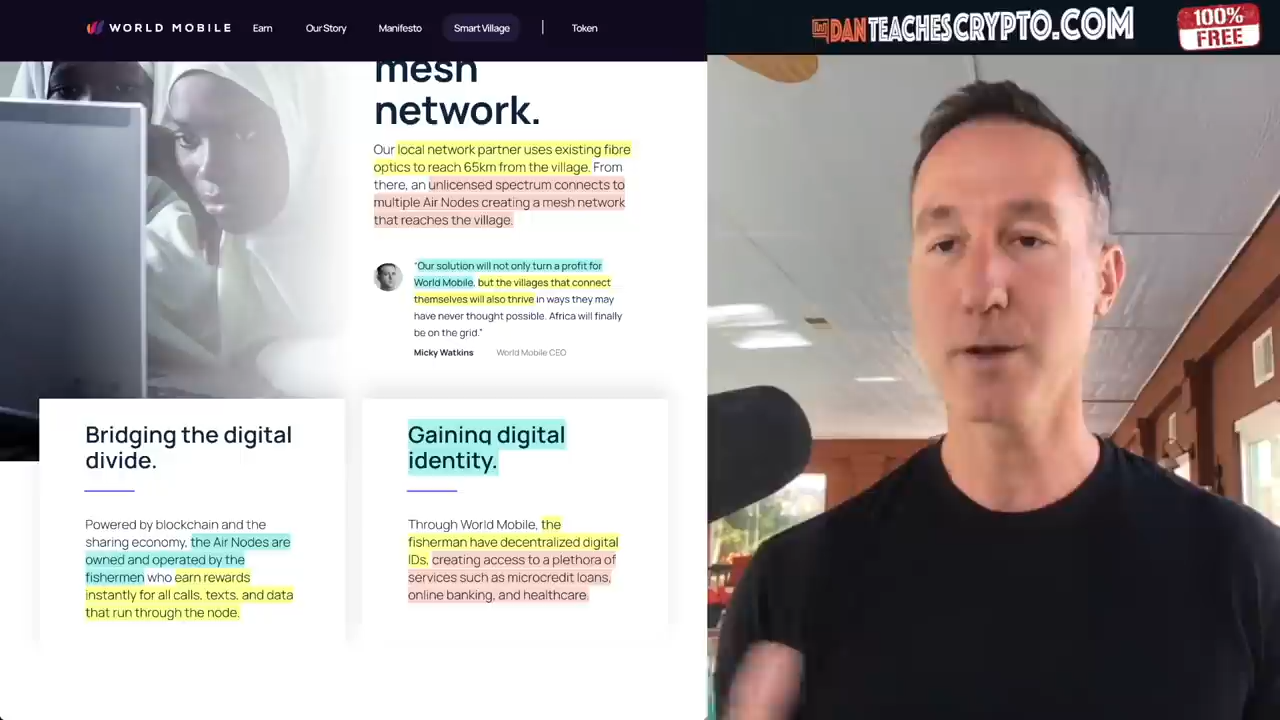 WORLD MOBILE Earn Our Story Manifesto Smart Village Token
DANTEACHESCRYPTO.COM
100%
FREE
mesh
network.
Our local network partner uses existing fibre
optics to reach 65km from the village. From
there, an unlicensed spectrum connects to
multiple Air Nodes creating a mesh network
that reaches the village.
"Our solution will not only turn a profit for
World Mobile, but the villages that connect
themselves will also thrive in ways they may
have never thought possible. Africa will finally
be on the grid."
Micky Watkins World Mobile CEO
Bridging the digital
divide.
Powered by blockchain and the
sharing economy, the Air Nodes are
owned and operated by the
fishermen who earn rewards
instantly for all calls, texts, and data
that run through the node.
Gaining digital
identity.
Through World Mobile, the
fisherman have decentralized digital
IDs, creating access to a plethora of
services such as microcredit loans,
online banking, and healthcare.